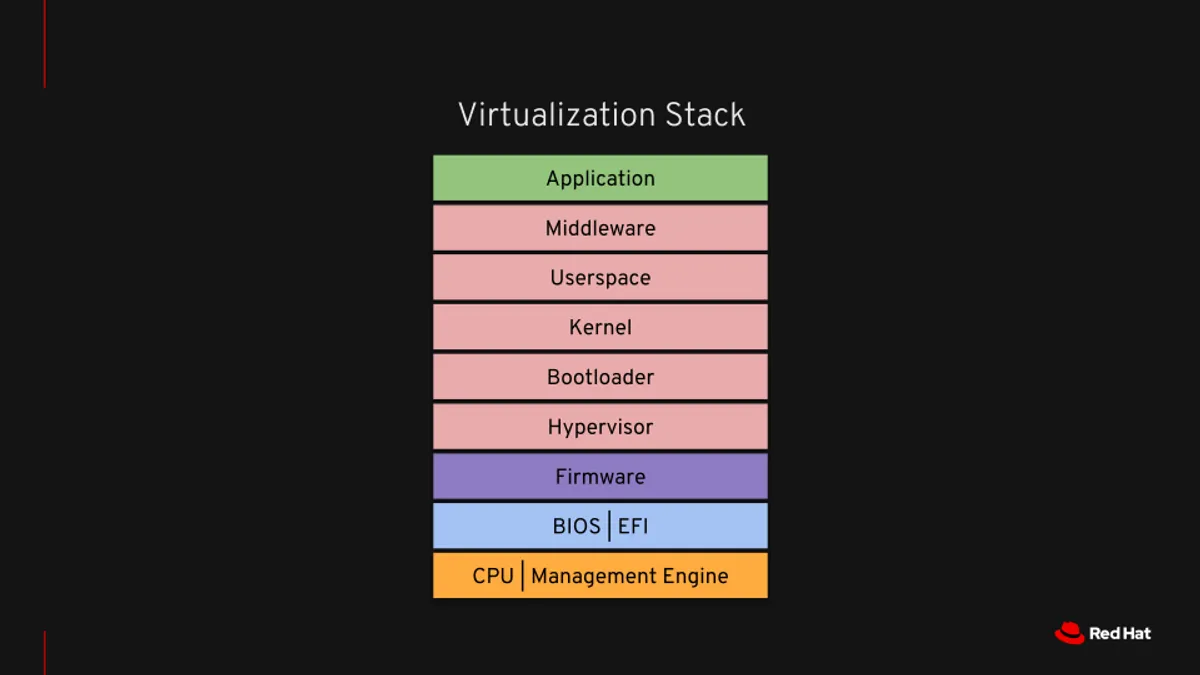 Virtualization Stack
Application
Middleware
Userspace
Kernel
Bootloader
Hypervisor
Firmware
BIOS | EFI
CPU | Management Engine
Red Hat